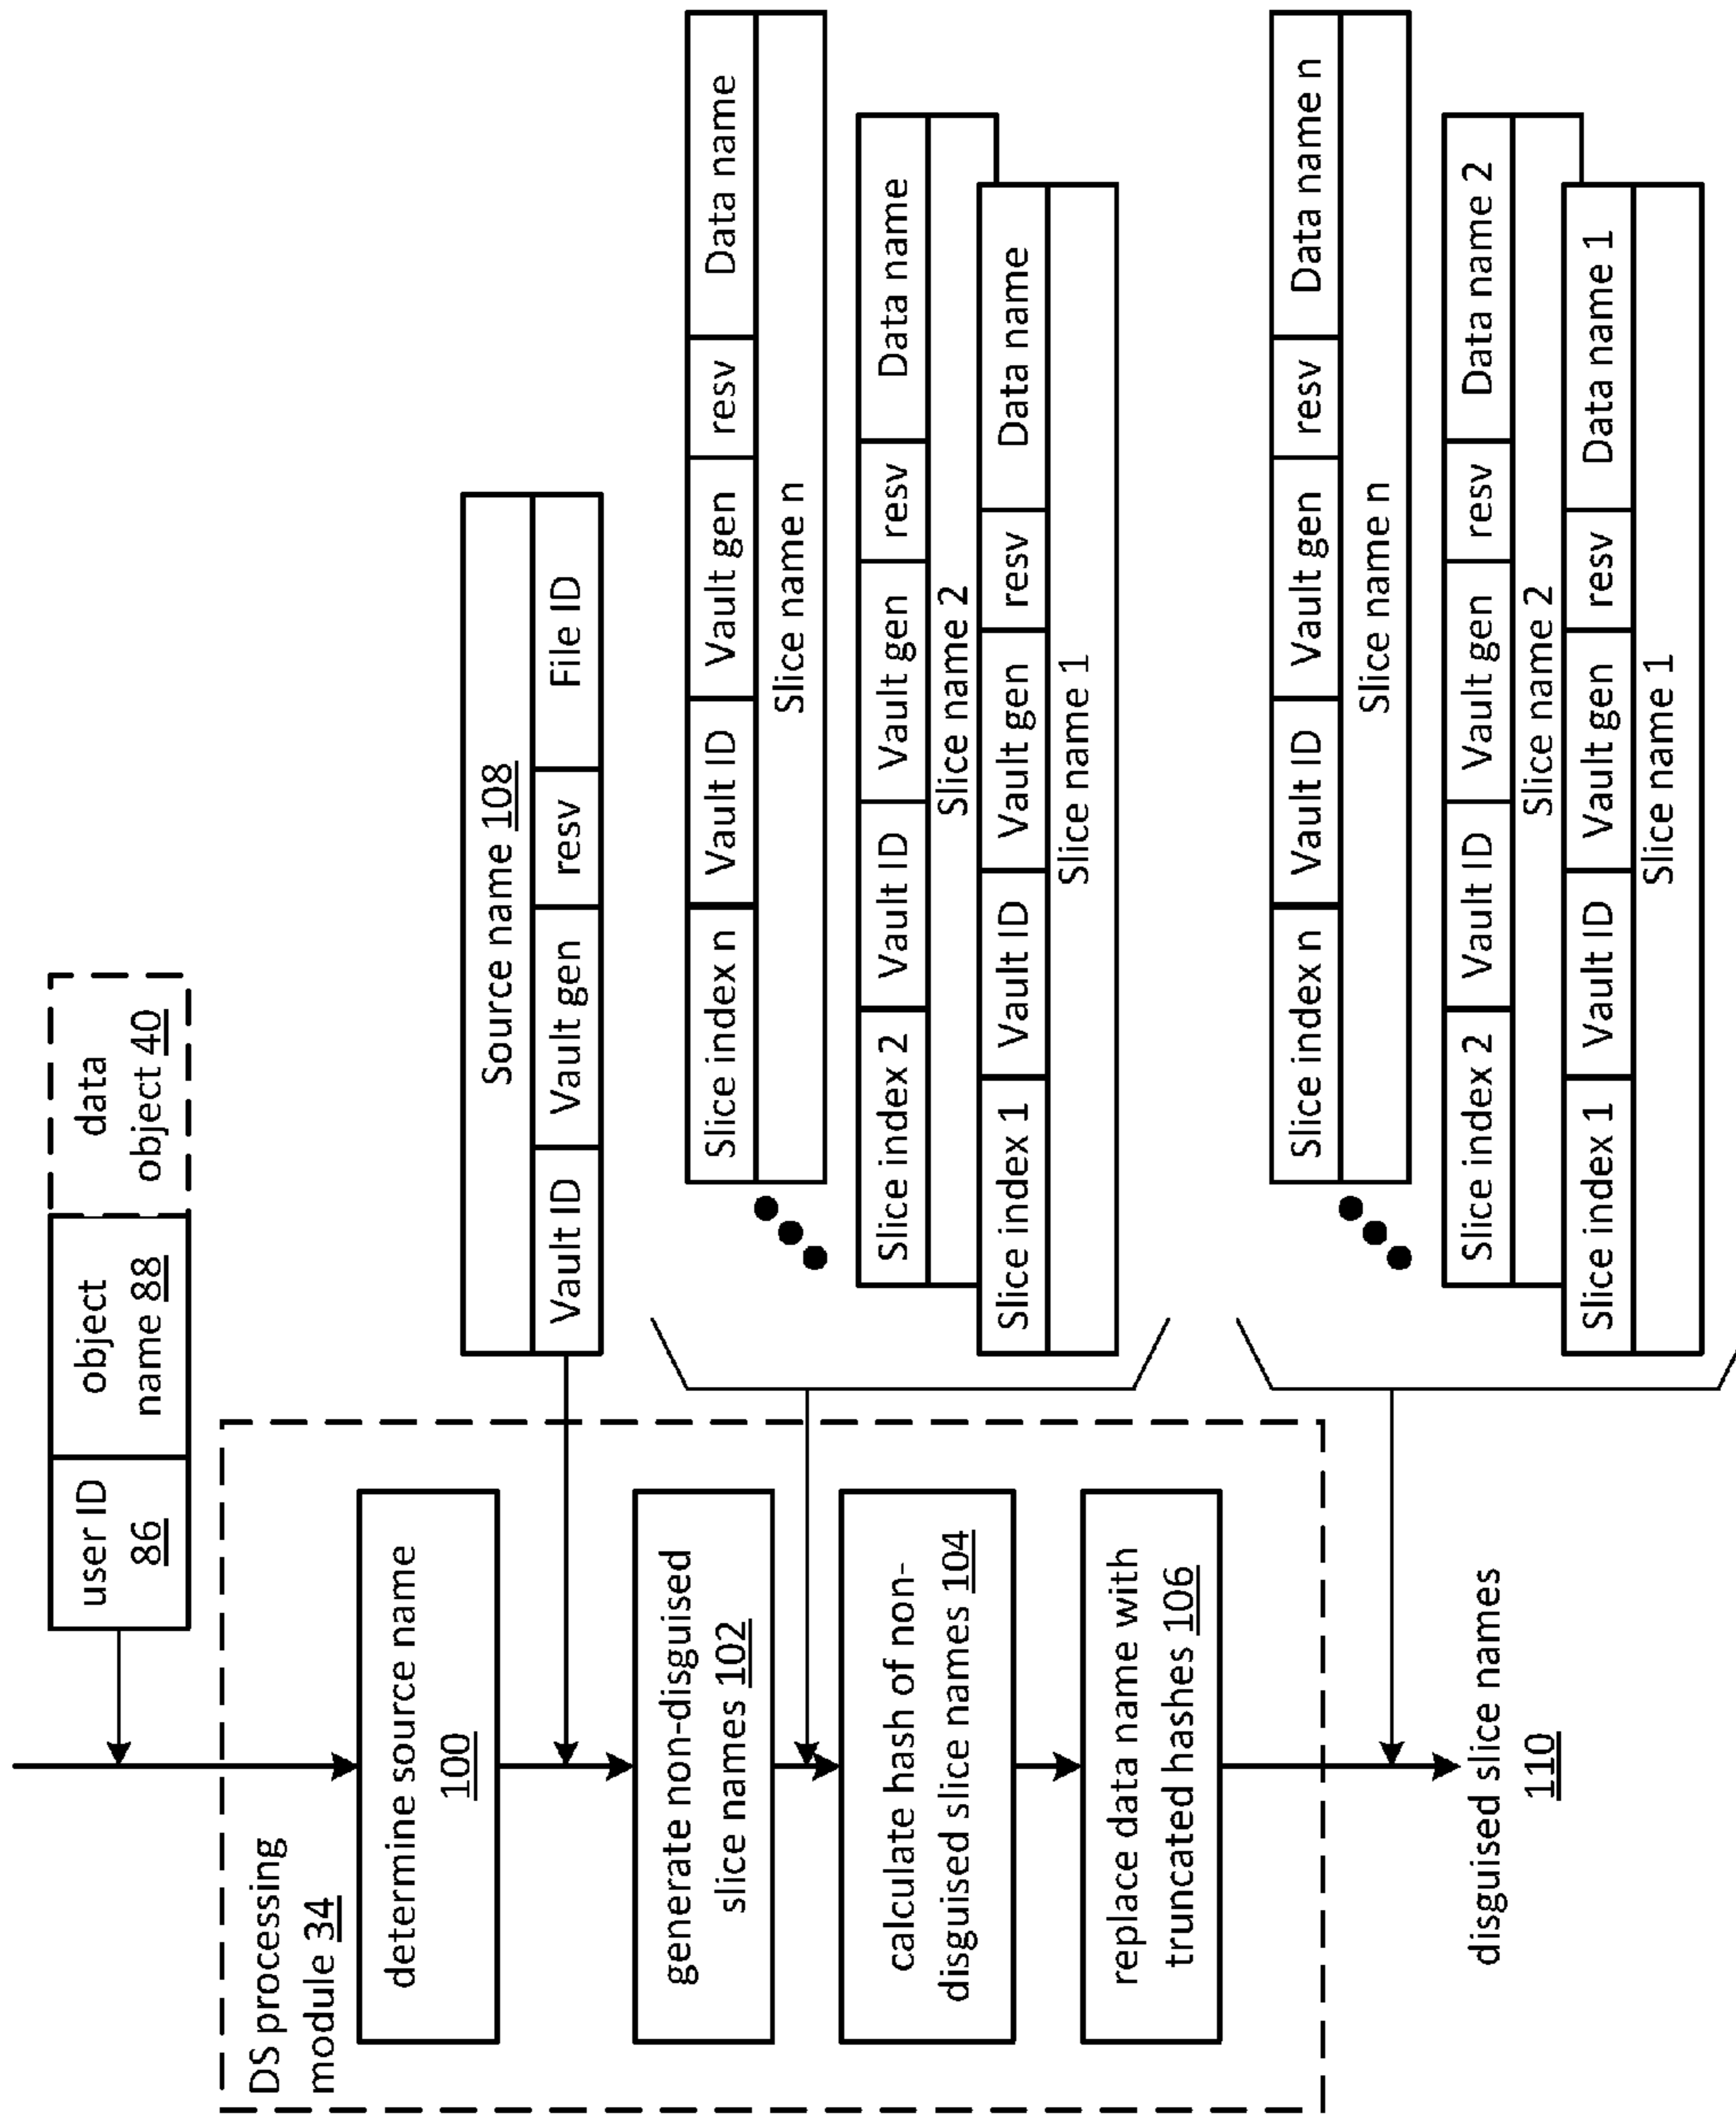 user ID
86
object
name 88
data
object 40
DS processing
module 34
determine source name
100
Source name 108
Vault ID
Vault gen
resv
File ID
generate non-disguised
slice names 102
Slice index n
Vault ID
Vault gen
resv
Data name
Slice name n
Slice index 2
Vault ID
Vault gen
resv
Data name
Slice name 2
Slice index 1
Vault ID
Vault gen
resv
Data name
Slice name 1
calculate hash of non-
disguised slice names 104
replace data name with
truncated hashes 106
Slice index n
Vault ID
Vault gen
resv
Data name n
Slice name n
Slice index 2
Vault ID
Vault gen
resv
Data name 2
Slice name 2
Slice index 1
Vault ID
Vault gen
resv
Data name 1
Slice name 1
disguised slice names
110